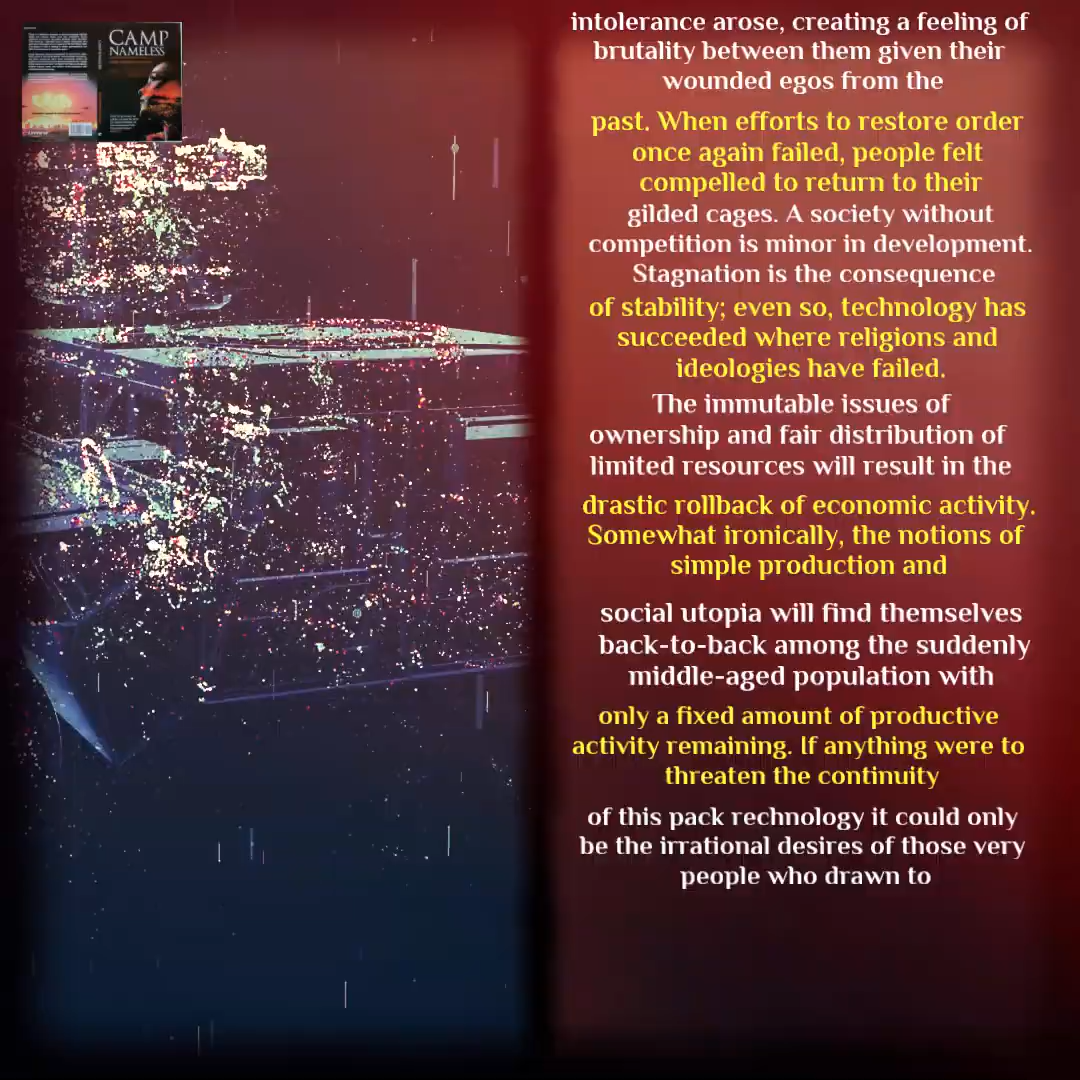 CAMP
NAMELESS
intolerance arose, creating a feeling of
brutality between them given their
wounded egos from the
past. When efforts to restore order
once again failed, people felt
compelled to return to their
gilded cages. A society without
competition is minor in development.
Stagnation is the consequence
of stability; even so, technology has
succeeded where religions and
ideologies have failed.
The immutable issues of
ownership and fair distribution of
limited resources will result in the
drastic rollback of economic activity.
Somewhat ironically, the notions of
simple production and
social utopia will find themselves
back-to-back among the suddenly
middle-aged population with
only a fixed amount of productive
activity remaining. If anything were to
threaten the continuity
of this pack rechnology it could only
be the irrational desires of those very
people who drawn to